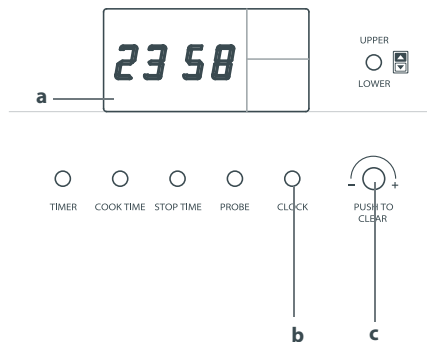 23 58
UPPER
LOWER
a
TIMER
COOK TIME
STOP TIME
PROBE
CLOCK
- +
PUSH TO
CLEAR
b
c